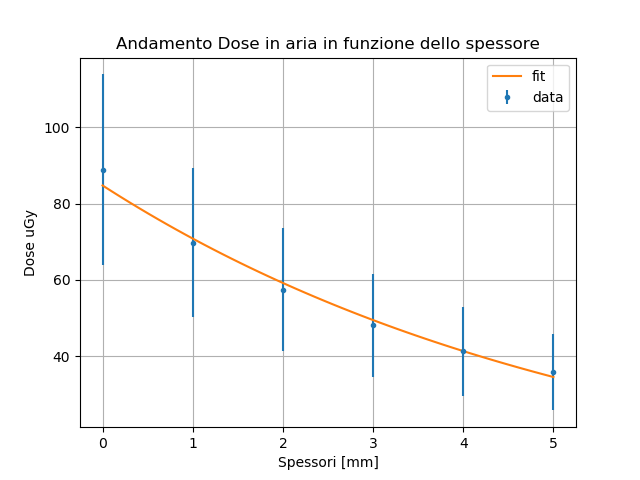 Andamento Dose in aria in funzione dello spessore
fit
data
100
80
60
40
Dose uGy
0 1 2 3 4 5
Spessori [mm]